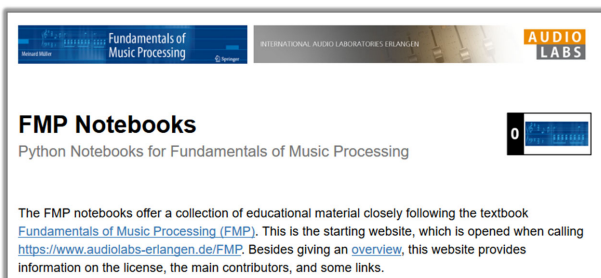 Fundamentals of
Music Processing
Meinard Müller
Springer
INTERNATIONAL AUDIO LABORATORIES ERLANGEN
AUDIO
LABS
FMP Notebooks
Python Notebooks for Fundamentals of Music Processing
0
The FMP notebooks offer a collection of educational material closely following the textbook
Fundamentals of Music Processing (FMP). This is the starting website, which is opened when calling
https://www.audiolabs-erlangen.de/FMP. Besides giving an overview, this website provides
information on the license, the main contributors, and some links.